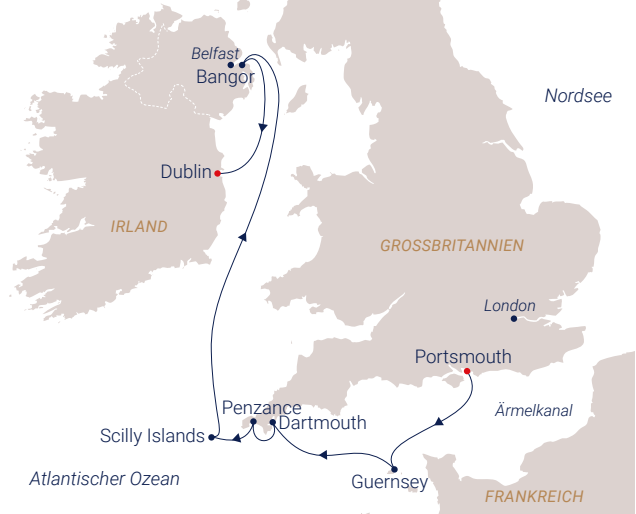 Belfast
Bangor
Nordsee
Dublin
IRLAND
GROSSBRITANNIEN
London
Portsmouth
Penzance
Ärmelkanal
Dartmouth
Scilly Islands
Atlantischer Ozean
Guernsey
FRANKREICH